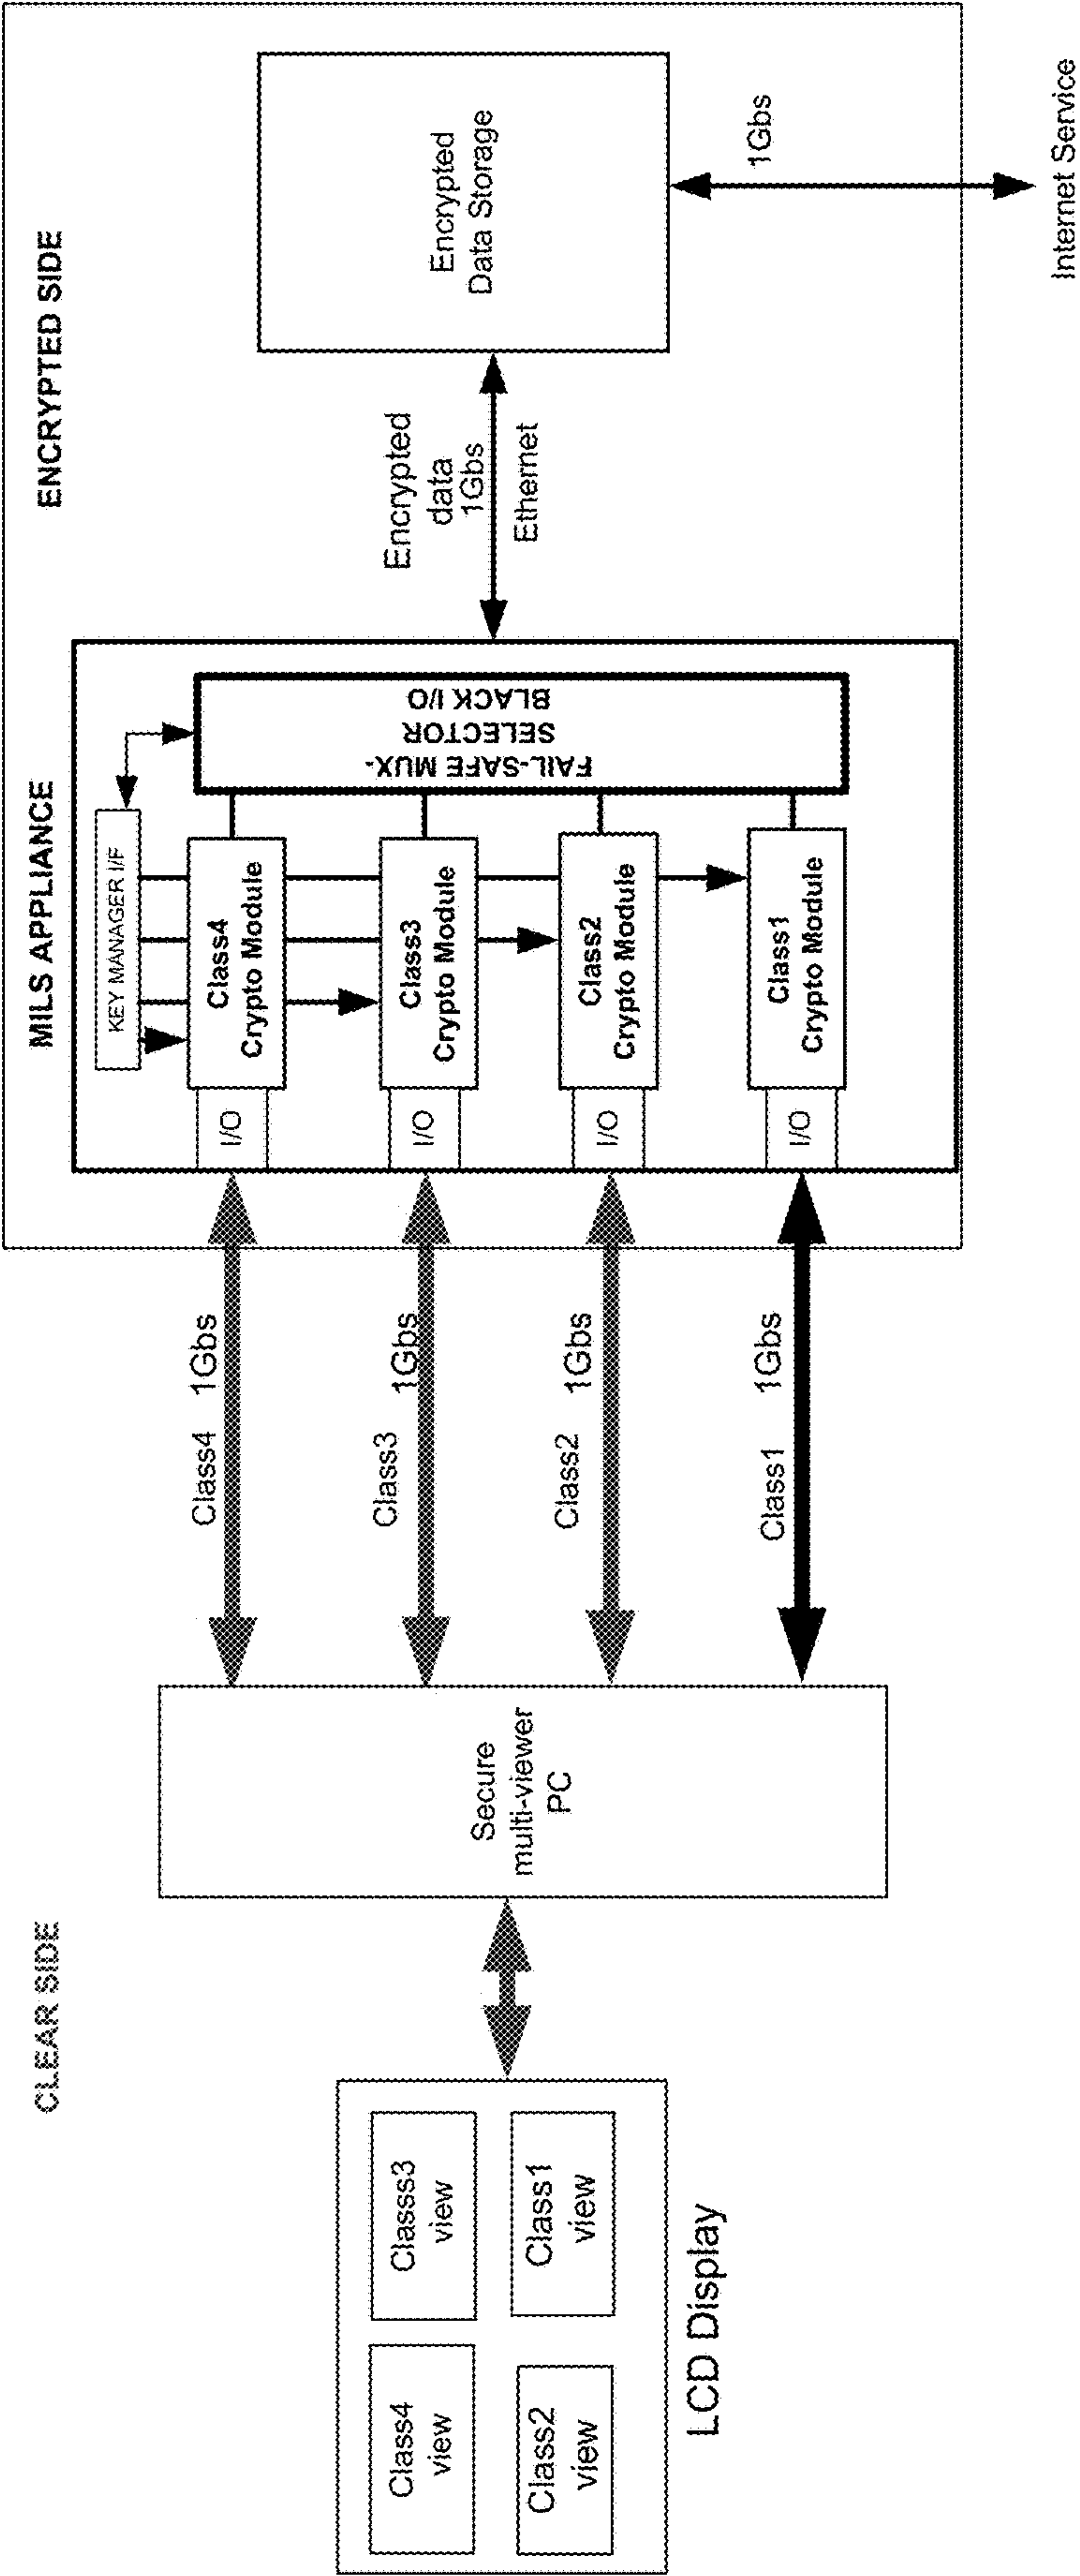 CLEAR SIDE
ENCRYPTED SIDE
MILS APPLIANCE
Class4
view
Classs3
view
Class2
view
Class1
view
LCD Display
Secure
multi-viewer
PC
Class4 1Gbs
Class3 1Gbs
Class2 1Gbs
Class1 1Gbs
I/O
I/O
I/O
I/O
KEY MANAGER I/F
Class4
Crypto Module
Class3
Crypto Module
Class2
Crypto Module
Class1
Crypto Module
FAIL-SAFE MUX-
SELECTOR
BLACK I/O
Encrypted
data
1Gbs
Ethernet
Encrypted
Data Storage
1Gbs
Internet Service